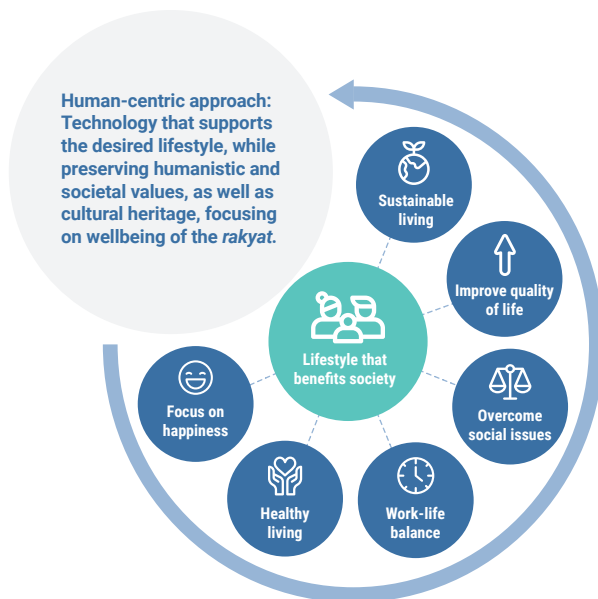 Human-centric approach:
Technology that supports
the desired lifestyle, while
preserving humanistic and
societal values, as well as
cultural heritage, focusing
on wellbeing of the rakyat.
Sustainable
living
Improve quality
of life
Lifestyle that
benefits society
Overcome
social issues
Focus on
happiness
Healthy
living
Work-life
balance